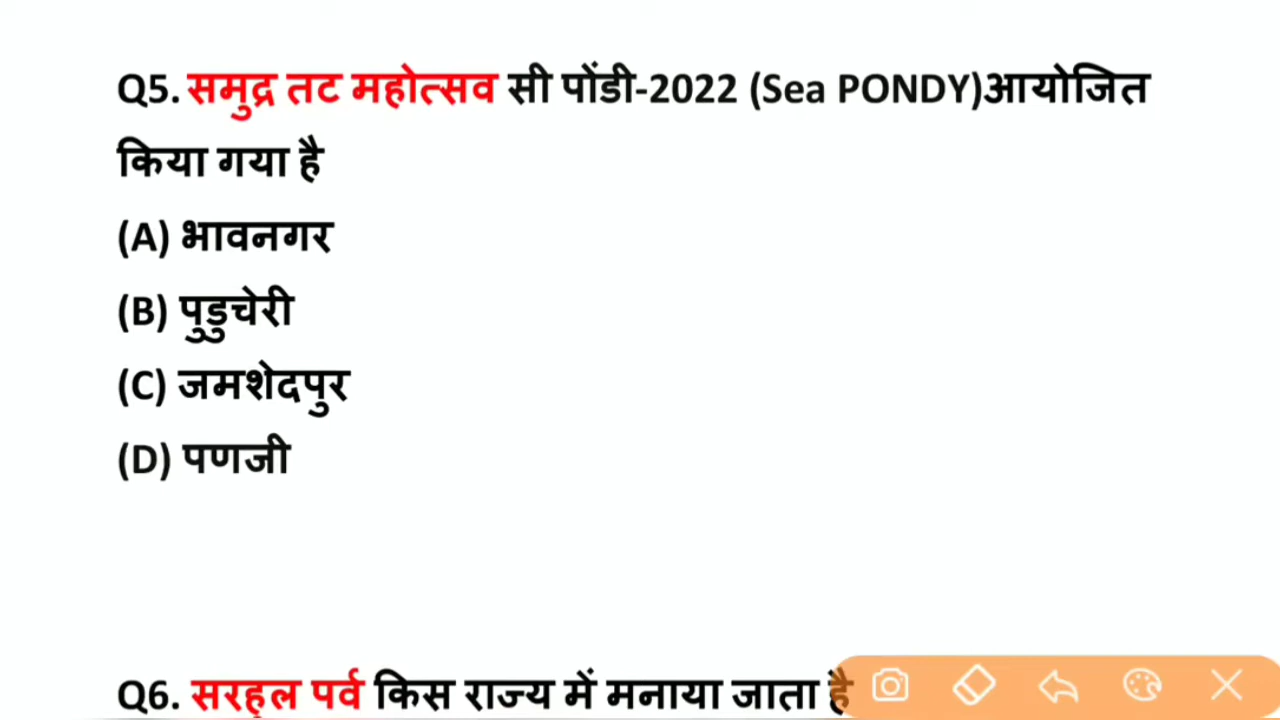 Q5. समुद्र तट महोत्सव सी पोंडी-2022 (Sea PONDY)आयोजित
किया गया है
(A) भावनगर
(B) पुडुचेरी
(C) जमशेदपुर
(D) पणजी
Q6. सरहुल पर्व किस राज्य में मनाया जाता है